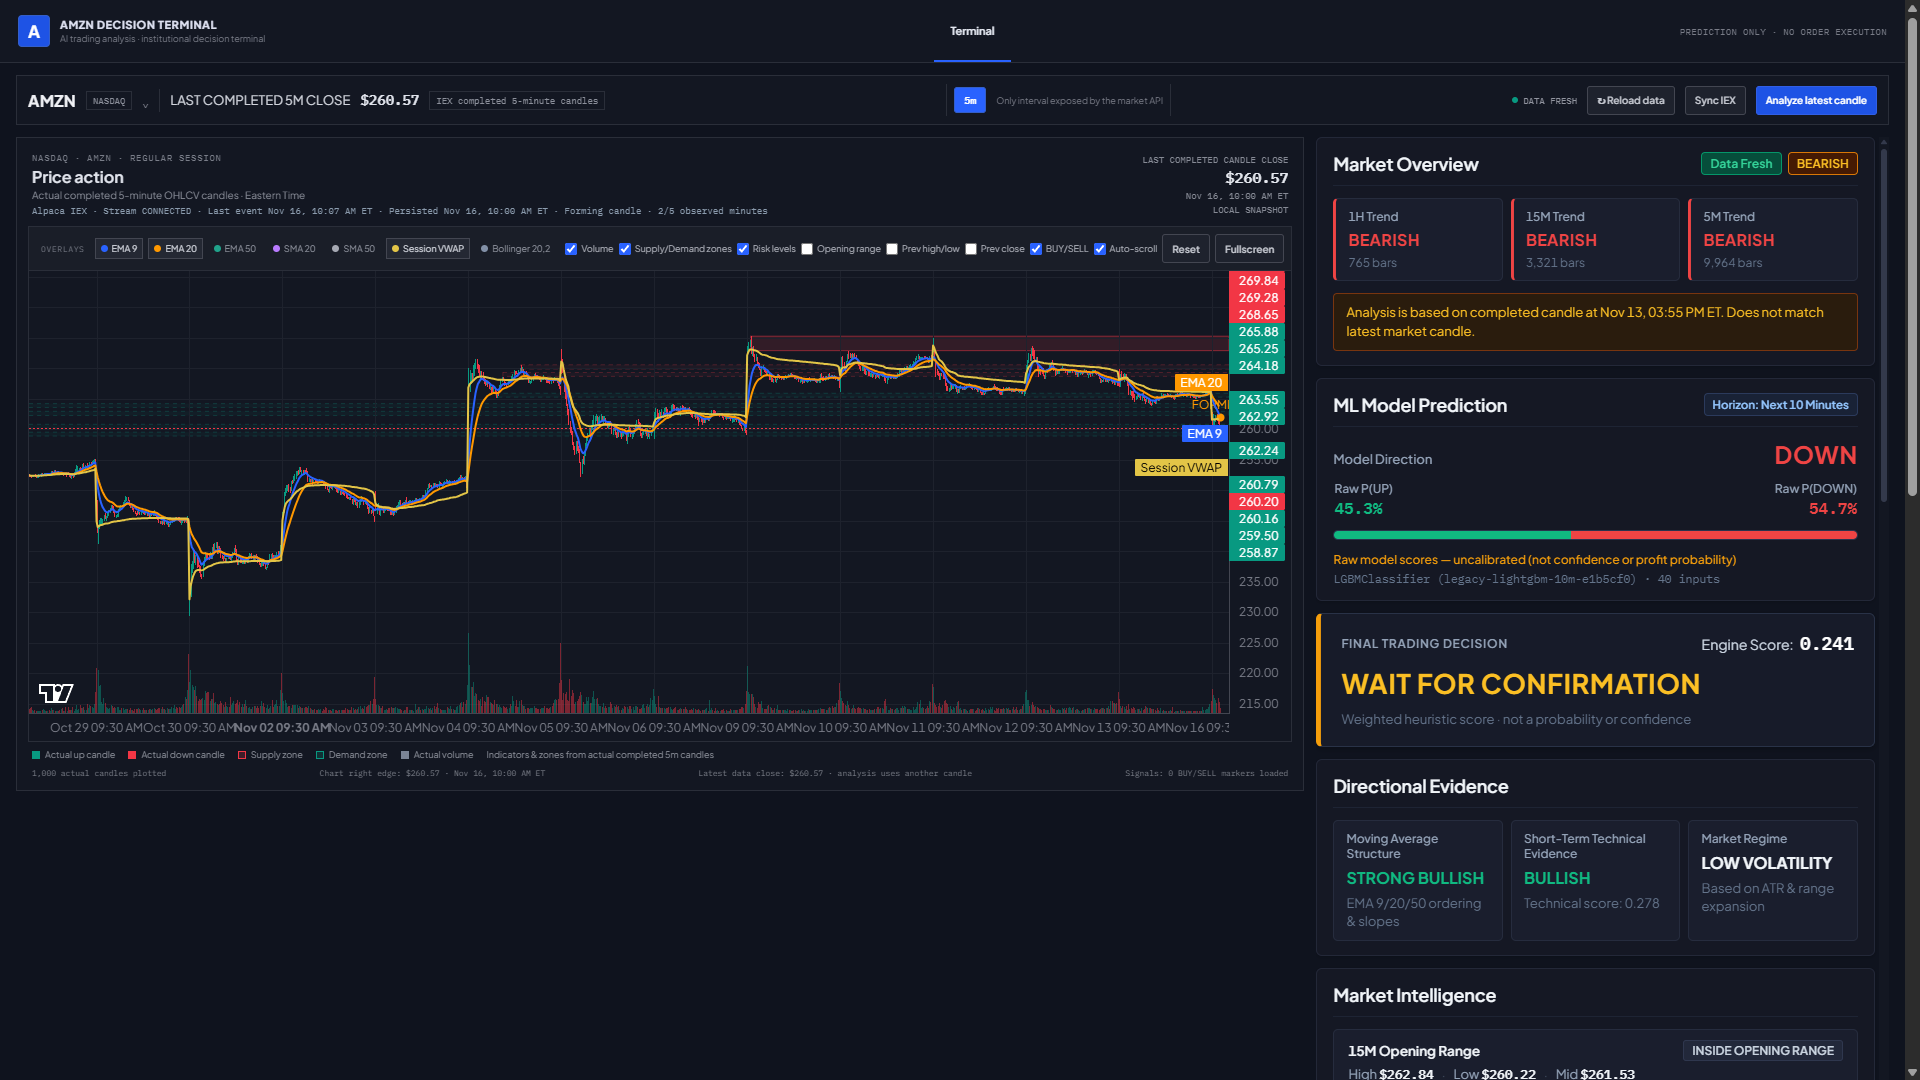 A
AMZN DECISION TERMINAL
AI trading analysis · institutional decision terminal
Terminal
PREDICTION ONLY · NO ORDER EXECUTION
AMZN NASDAQ LAST COMPLETED 5M CLOSE $260.57 IEX completed 5-minute candles
5m Only interval exposed by the market API
DATA FRESH ↻ Reload data Sync IEX Analyze latest candle
NASDAQ · AMZN · REGULAR SESSION
Price action
Actual completed 5-minute OHLCV candles · Eastern Time
Alpaca IEX · Stream CONNECTED · Last event Nov 16, 10:07 AM ET · Persisted Nov 16, 10:00 AM ET · Forming candle · 2/5 observed minutes
LAST COMPLETED CANDLE CLOSE
$260.57
Nov 16, 10:00 AM ET
LOCAL SNAPSHOT
OVERLAYS EMA 9 EMA 20 EMA 50 SMA 20 SMA 50 Session VWAP Bollinger 20,2 Volume Supply/Demand zones Risk levels Opening range Prev high/low Prev close BUY/SELL Auto-scroll Reset Fullscreen
269.84
269.28
268.65
265.88
265.25
264.18
EMA 20
263.55
262.92
260.00
EMA 9
262.24
255.00
Session VWAP
260.79
260.20
260.16
259.50
258.87
235.00
230.00
225.00
220.00
215.00
Oct 29 09:30 AM Oct 30 09:30 AM Nov 02 09:30 AM Nov 03 09:30 AM Nov 04 09:30 AM Nov 05 09:30 AM Nov 06 09:30 AM Nov 09 09:30 AM Nov 10 09:30 AM Nov 11 09:30 AM Nov 12 09:30 AM Nov 13 09:30 AM Nov 16 09:3
Actual up candle Actual down candle Supply zone Demand zone Actual volume Indicators & zones from actual completed 5m candles
1,000 actual candles plotted Chart right edge: $260.57 · Nov 16, 10:00 AM ET Latest data close: $260.57 · analysis uses another candle Signals: 0 BUY/SELL markers loaded
Market Overview Data Fresh BEARISH
1H Trend
BEARISH
765 bars
15M Trend
BEARISH
3,321 bars
5M Trend
BEARISH
9,964 bars
Analysis is based on completed candle at Nov 13, 03:55 PM ET. Does not match
latest market candle.
ML Model Prediction Horizon: Next 10 Minutes
Model Direction DOWN
Raw P(UP) Raw P(DOWN)
45.3% 54.7%
Raw model scores — uncalibrated (not confidence or profit probability)
LGBMClassifier (legacy-lightgbm-10m-e1b5cf0) · 40 inputs
FINAL TRADING DECISION Engine Score: 0.241
WAIT FOR CONFIRMATION
Weighted heuristic score · not a probability or confidence
Directional Evidence
Moving Average
Structure
STRONG BULLISH
EMA 9/20/50 ordering
& slopes
Short-Term Technical
Evidence
BULLISH
Technical score: 0.278
Market Regime
LOW VOLATILITY
Based on ATR & range
expansion
Market Intelligence
15M Opening Range INSIDE OPENING RANGE
High $262.84 · Low $260.22 · Mid $261.53